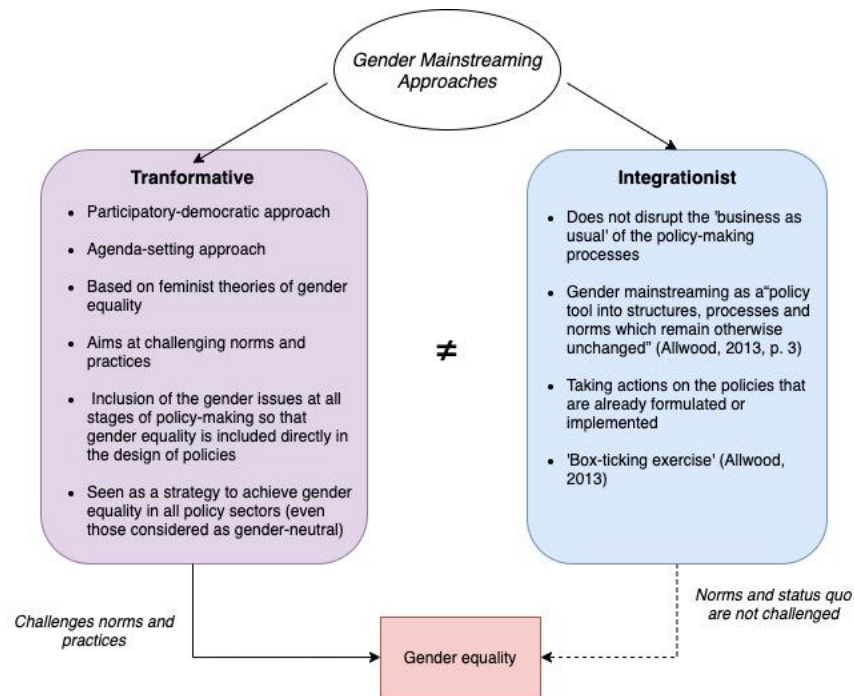 Gender Mainstreaming
Approaches
Tranformative
Participatory-democratic approach
Agenda-setting approach
Based on feminist theories of gender
equality
Aims at challenging norms and
practices
Inclusion of the gender issues at all
stages of policy-making so that
gender equality is included directly in
the design of policies
Seen as a strategy to achieve gender
equality in all policy sectors (even
those considered as gender-neutral)
≠
Integrationist
Does not disrupt the 'business as
usual' of the policy-making
processes
Gender mainstreaming as a“policy
tool into structures, processes and
norms which remain otherwise
unchanged” (Allwood, 2013, p. 3)
Taking actions on the policies that
are already formulated or
implemented
'Box-ticking exercise' (Allwood,
2013)
Challenges norms and
practices
Norms and status quo
are not challenged
Gender equality